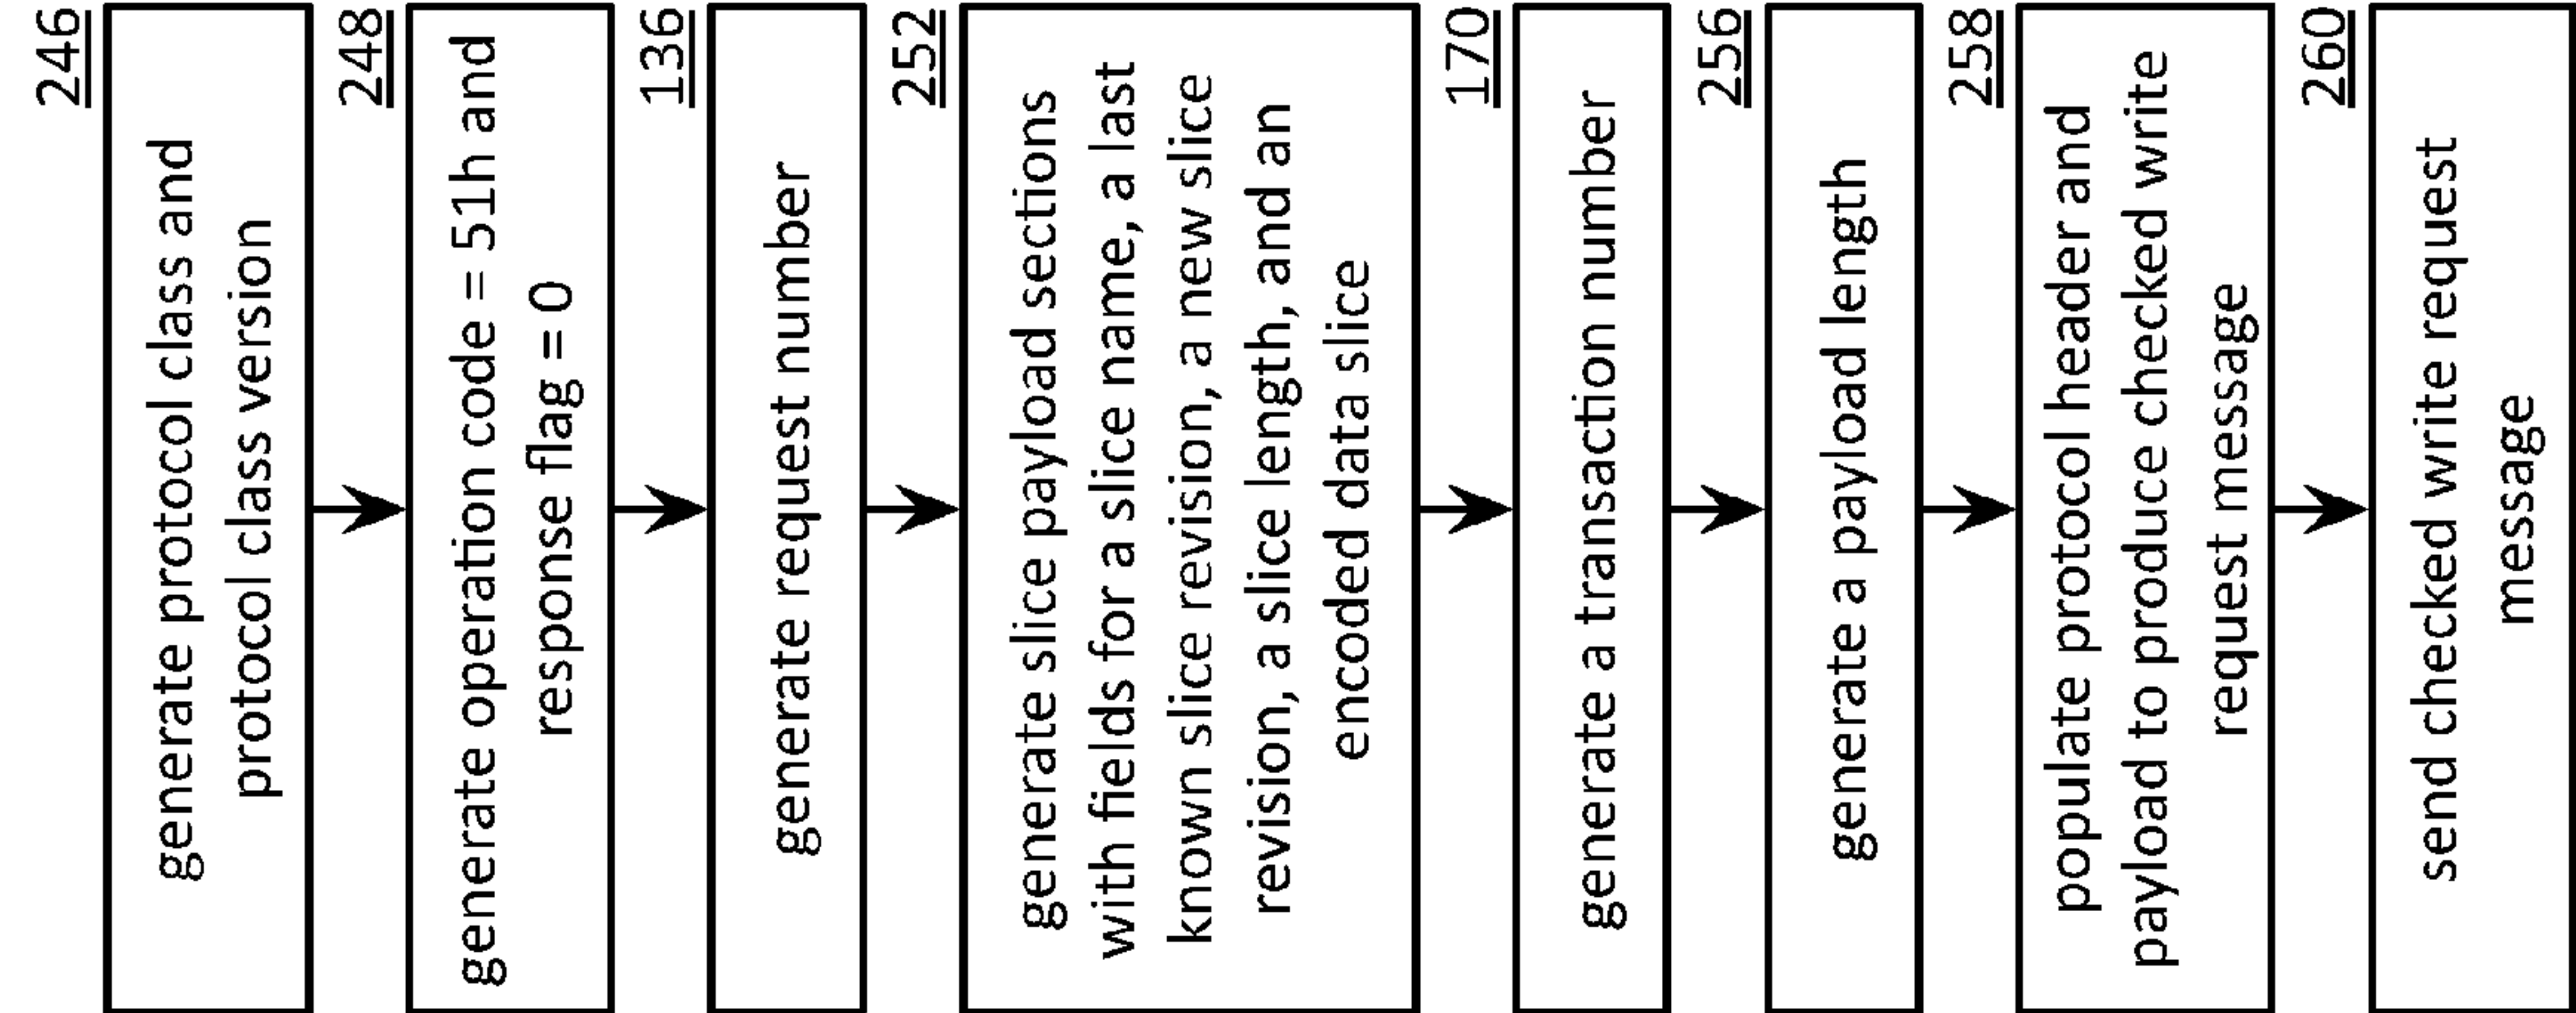 246
generate protocol class and
protocol class version
248
generate operation code = 51h and
response flag = 0
136
generate request number
252
generate slice payload sections
with fields for a slice name, a last
known slice revision, a new slice
revision, a slice length, and an
encoded data slice
170
generate a transaction number
256
generate a payload length
258
populate protocol header and
payload to produce checked write
request message
260
send checked write request
message